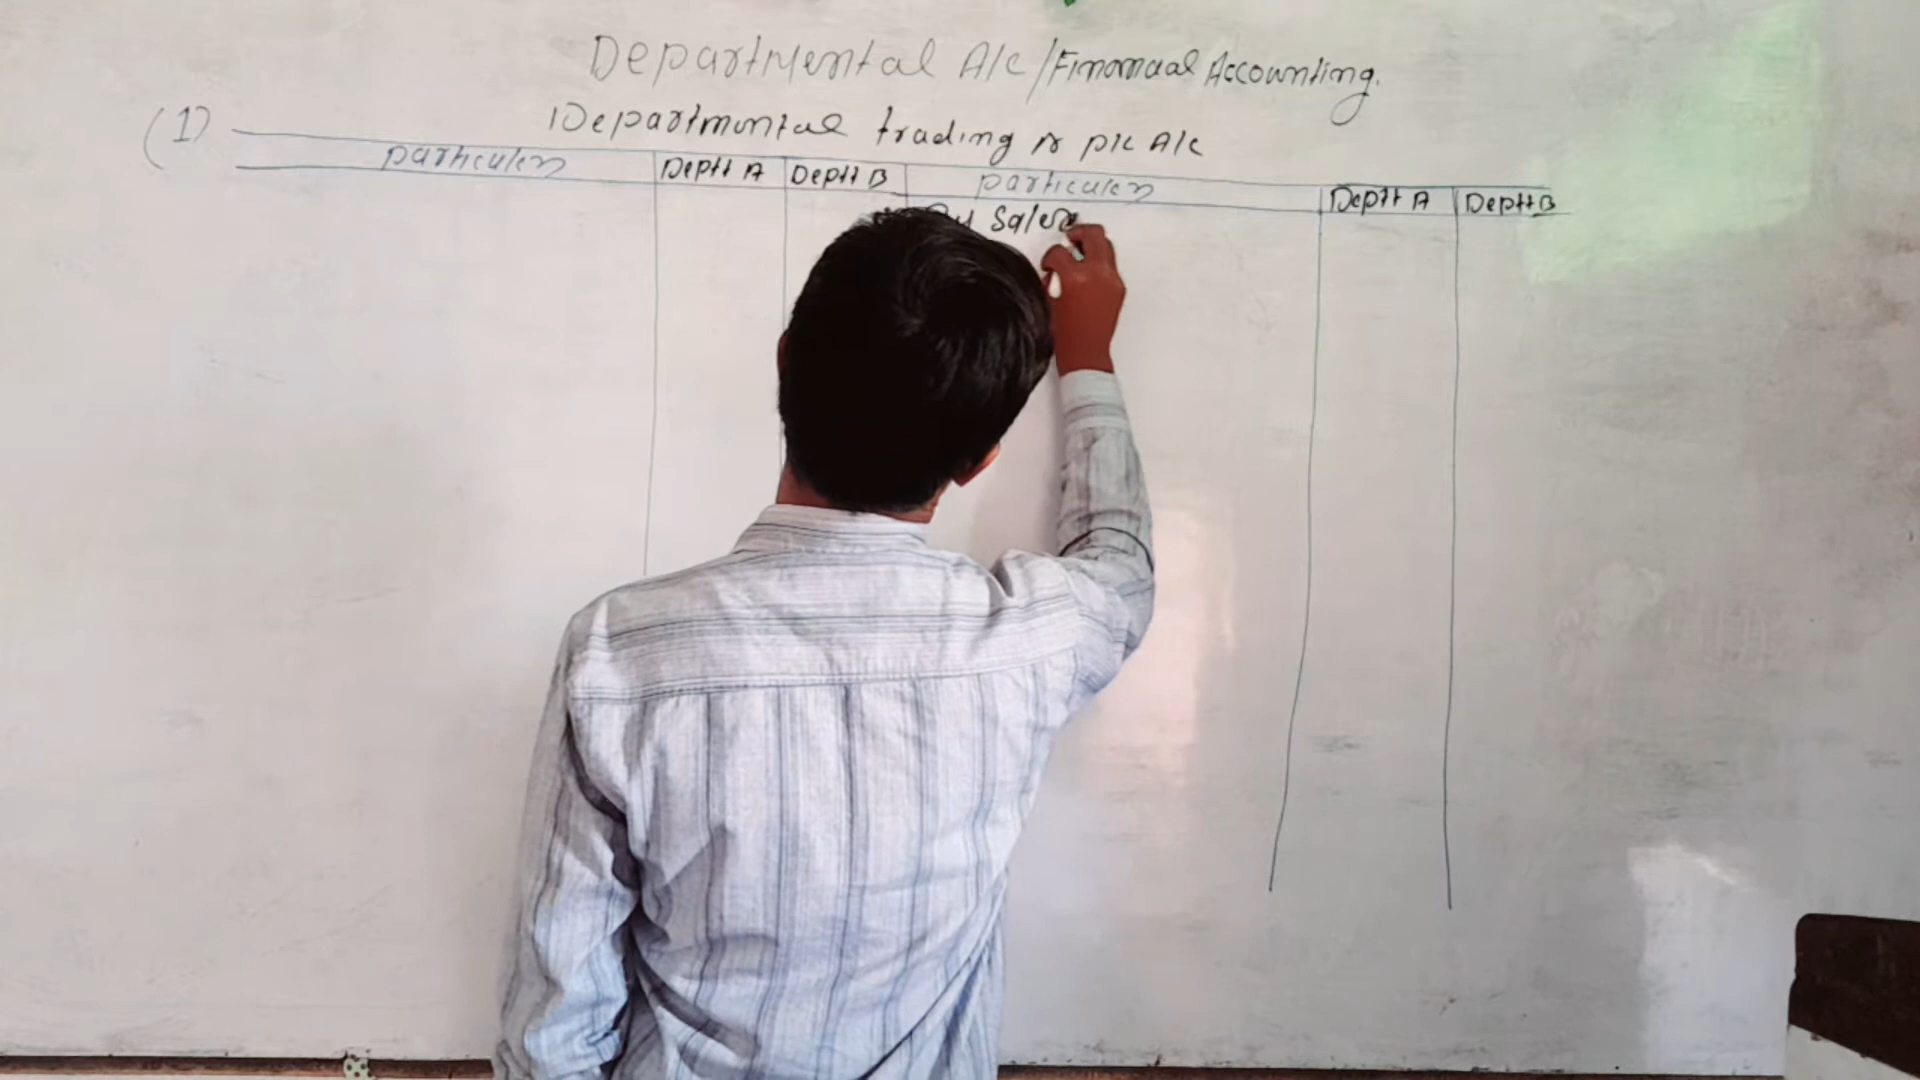 Departmental A/c/Financial Accounting.
(1) Departmental trading & P/L A/c
particulars Deptt A Deptt B particulars Deptt A Deptt B
By Sales